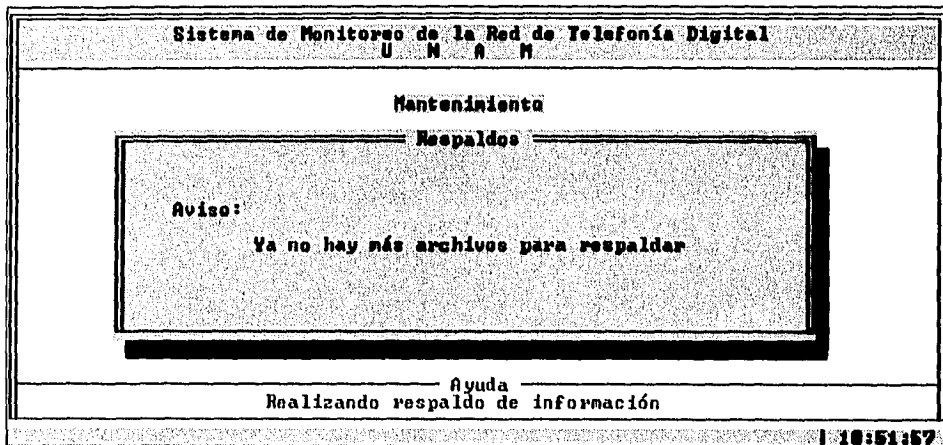 Sistema de Monitoreo de la Red de Telefonía Digital
U N A M
Mantenimiento
Respaldos
Aviso:
Ya no hay más archivos para respaldar
Ayuda
Realizando respaldo de información
10:51:57